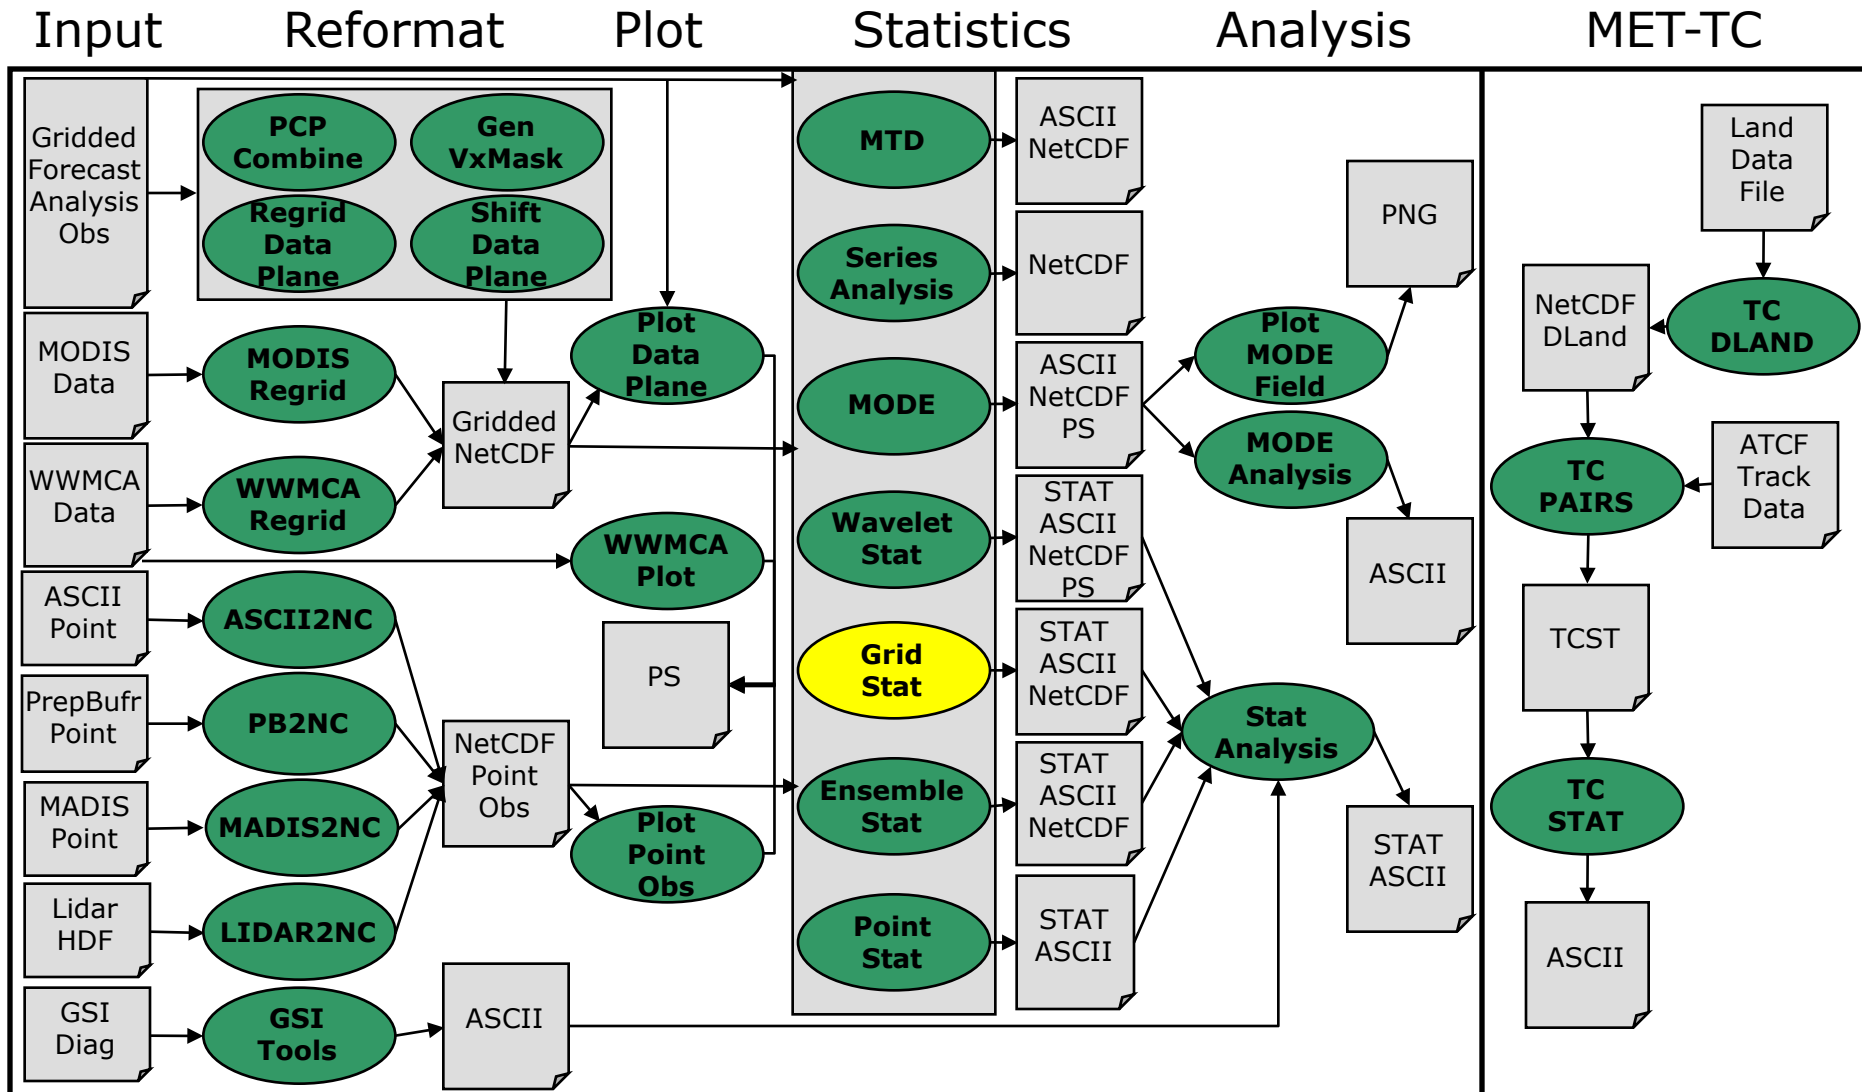 Input
Reformat
Plot
Statistics
Analysis
MET-TC
Gridded
Forecast
Analysis
Obs
PCP
Combine
Gen
VxMask
Regrid
Data
Plane
Shift
Data
Plane
MODIS
Data
MODIS
Regrid
WWMCA
Data
WWMCA
Regrid
Gridded
NetCDF
Plot
Data
Plane
WWMCA
Plot
ASCII
Point
ASCII2NC
PrepBufr
Point
PB2NC
MADIS
Point
MADIS2NC
Lidar
HDF
LIDAR2NC
GSI
Diag
GSI
Tools
ASCII
NetCDF
Point
Obs
PS
Plot
Point
Obs
MTD
ASCII
NetCDF
Series
Analysis
NetCDF
MODE
ASCII
NetCDF
PS
Wavelet
Stat
STAT
ASCII
NetCDF
PS
Grid
Stat
STAT
ASCII
NetCDF
Ensemble
Stat
STAT
ASCII
NetCDF
Point
Stat
STAT
ASCII
PNG
Plot
MODE
Field
MODE
Analysis
ASCII
Stat
Analysis
STAT
ASCII
Land
Data
File
TC
DLAND
NetCDF
DLand
ATCF
Track
Data
TC
PAIRS
TCST
TC
STAT
ASCII